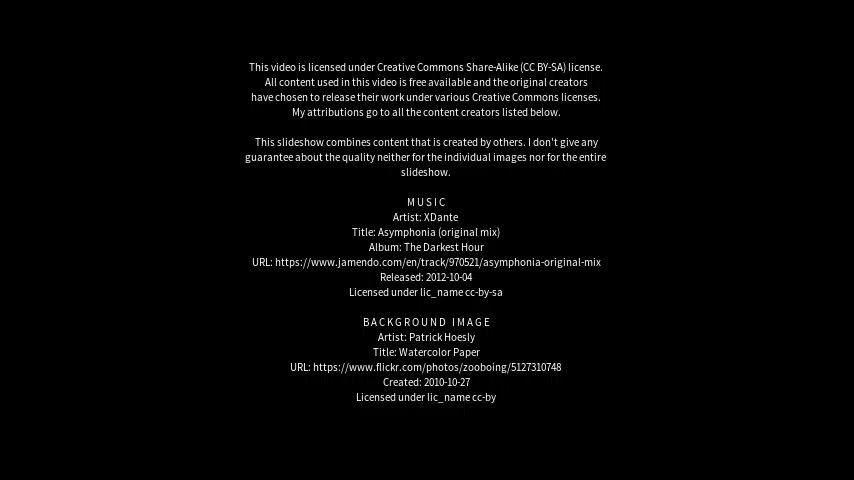 This video is licensed under Creative Commons Share-Alike (CC BY-SA) license.
All content used in this video is free available and the original creators
have chosen to release their work under various Creative Commons licenses.
My attributions go to all the content creators listed below.
This slideshow combines content that is created by others. I don't give any
guarantee about the quality neither for the individual images nor for the entire
slideshow.
MUSIC
Artist: XDante
Title: Asymphonia (original mix)
Album: The Darkest Hour
URL: https://www.jamendo.com/en/track/970521/asymphonia-original-mix
Released: 2012-10-04
Licensed under lic_name cc-by-sa
BACKGROUND IMAGE
Artist: Patrick Hoesly
Title: Watercolor Paper
URL: https://www.flickr.com/photos/zooboing/5127310748
Created: 2010-10-27
Licensed under lic_name cc-by